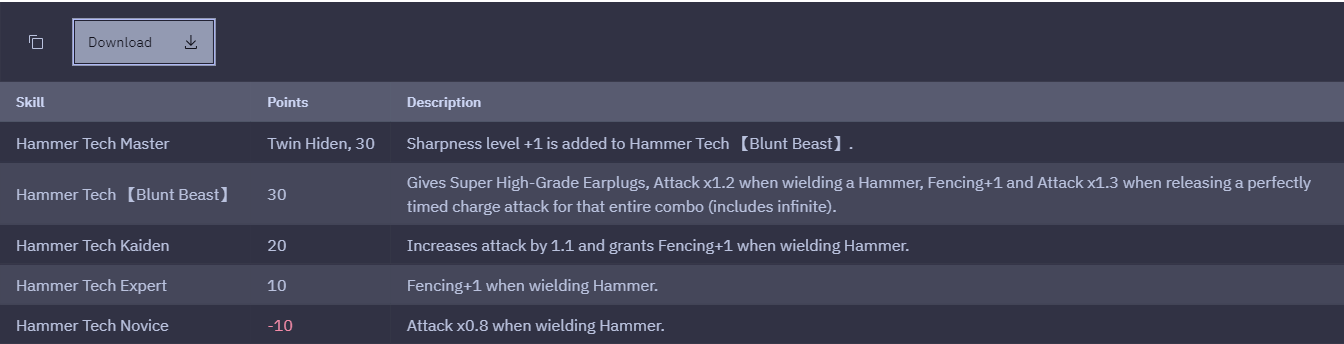 Download
Skill Points Description
Hammer Tech Master Twin Hiden, 30 Sharpness level +1 is added to Hammer Tech 【Blunt Beast】.
Hammer Tech 【Blunt Beast】 30 Gives Super High-Grade Earplugs, Attack x1.2 when wielding a Hammer, Fencing+1 and Attack x1.3 when releasing a perfectly
timed charge attack for that entire combo (includes infinite).
Hammer Tech Kaiden 20 Increases attack by 1.1 and grants Fencing+1 when wielding Hammer.
Hammer Tech Expert 10 Fencing+1 when wielding Hammer.
Hammer Tech Novice -10 Attack x0.8 when wielding Hammer.